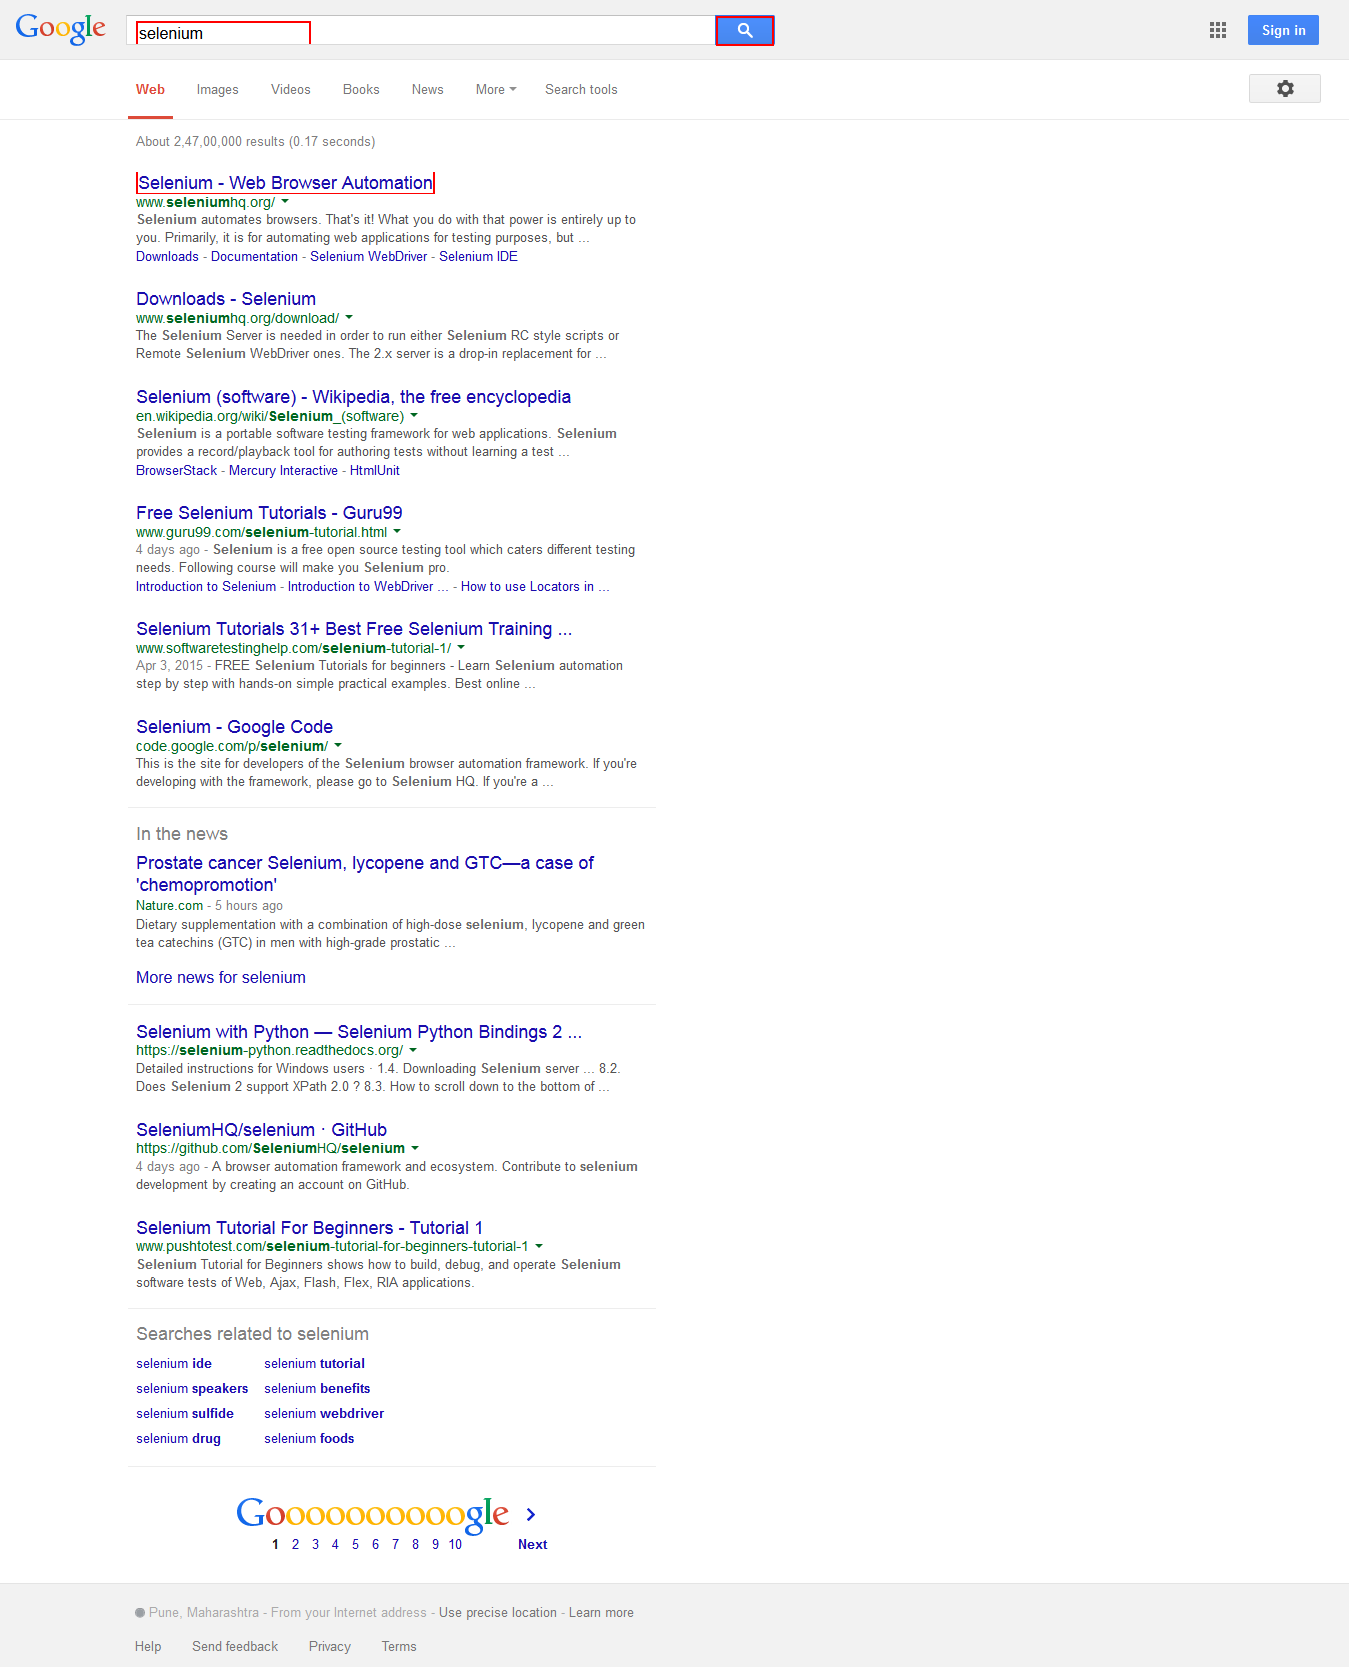 Google selenium Sign in
Web Images Videos Books News More Search tools
About 2,47,00,000 results (0.17 seconds)
Selenium - Web Browser Automation
www.seleniumhq.org/
Selenium automates browsers. That's it! What you do with that power is entirely up to
you. Primarily, it is for automating web applications for testing purposes, but ...
Downloads - Documentation - Selenium WebDriver - Selenium IDE
Downloads - Selenium
www.seleniumhq.org/download/
The Selenium Server is needed in order to run either Selenium RC style scripts or
Remote Selenium WebDriver ones. The 2.x server is a drop-in replacement for ...
Selenium (software) - Wikipedia, the free encyclopedia
en.wikipedia.org/wiki/Selenium_(software)
Selenium is a portable software testing framework for web applications. Selenium
provides a record/playback tool for authoring tests without learning a test ...
BrowserStack - Mercury Interactive - HtmlUnit
Free Selenium Tutorials - Guru99
www.guru99.com/selenium-tutorial.html
4 days ago - Selenium is a free open source testing tool which caters different testing
needs. Following course will make you Selenium pro.
Introduction to Selenium - Introduction to WebDriver ... - How to use Locators in ...
Selenium Tutorials 31+ Best Free Selenium Training ...
www.softwaretestinghelp.com/selenium-tutorial-1/
Apr 3, 2015 - FREE Selenium Tutorials for beginners - Learn Selenium automation
step by step with hands-on simple practical examples. Best online ...
Selenium - Google Code
code.google.com/p/selenium/
This is the site for developers of the Selenium browser automation framework. If you're
developing with the framework, please go to Selenium HQ. If you're a ...
In the news
Prostate cancer Selenium, lycopene and GTC—a case of
'chemopromotion'
Nature.com - 5 hours ago
Dietary supplementation with a combination of high-dose selenium, lycopene and green
tea catechins (GTC) in men with high-grade prostatic ...
More news for selenium
Selenium with Python — Selenium Python Bindings 2 ...
https://selenium-python.readthedocs.org/
Detailed instructions for Windows users · 1.4. Downloading Selenium server ... 8.2.
Does Selenium 2 support XPath 2.0 ? 8.3. How to scroll down to the bottom of ...
SeleniumHQ/selenium · GitHub
https://github.com/SeleniumHQ/selenium
4 days ago - A browser automation framework and ecosystem. Contribute to selenium
development by creating an account on GitHub.
Selenium Tutorial For Beginners - Tutorial 1
www.pushtotest.com/selenium-tutorial-for-beginners-tutorial-1
Selenium Tutorial for Beginners shows how to build, debug, and operate Selenium
software tests of Web, Ajax, Flash, Flex, RIA applications.
Searches related to selenium
selenium ide selenium tutorial
selenium speakers selenium benefits
selenium sulfide selenium webdriver
selenium drug selenium foods
Goooooooooogle
1 2 3 4 5 6 7 8 9 10 Next
Pune, Maharashtra - From your Internet address - Use precise location - Learn more
Help Send feedback Privacy Terms